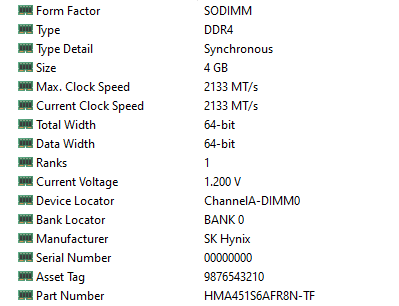 Form Factor SODIMM
Type DDR4
Type Detail Synchronous
Size 4 GB
Max. Clock Speed 2133 MT/s
Current Clock Speed 2133 MT/s
Total Width 64-bit
Data Width 64-bit
Ranks 1
Current Voltage 1.200 V
Device Locator ChannelA-DIMM0
Bank Locator BANK 0
Manufacturer SK Hynix
Serial Number 00000000
Asset Tag 9876543210
Part Number HMA451S6AFR8N-TF